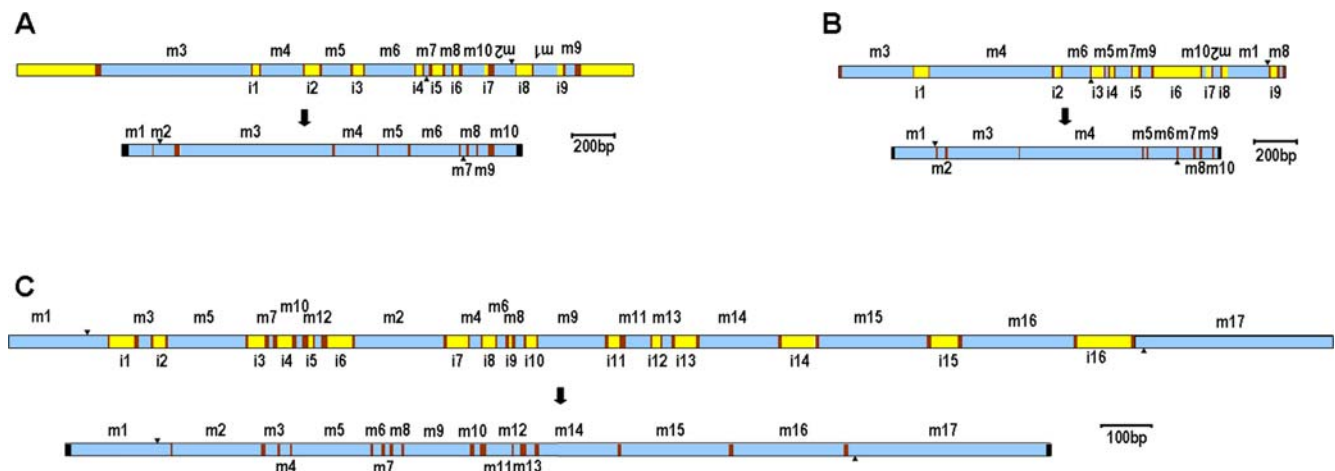 A
m3 m4 m5 m6 m7 m8 m10 m2 m1 m9
i1 i2 i3 i4 i5 i6 i7 i8 i9
m1 m2 m3 m4 m5 m6 m8 m10
m7 m9
200bp
B
m3 m4 m6 m5 m7 m9 m10 m2 m1 m8
i1 i2 i3 i4 i5 i6 i7 i8 i9
m1 m3 m4 m5 m6 m7 m9
m2 m8 m10
200bp
C
m10 m6
m1 m3 m5 m7 m12 m2 m4 m8 m9 m11 m13 m14 m15 m16 m17
i1 i2 i3 i4 i5 i6 i7 i8 i9 i10 i11 i12 i13 i14 i15 i16
m1 m2 m3 m5 m6 m8 m9 m10 m12 m14 m15 m16 m17
m4 m7 m11 m13
100bp